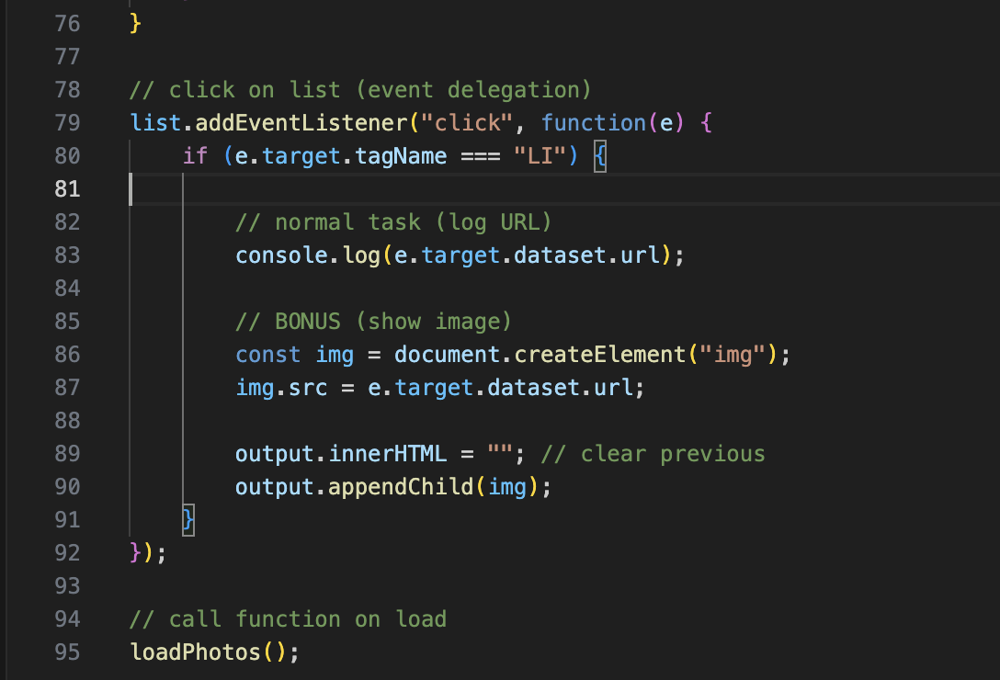 76 }
77
78 // click on list (event delegation)
79 list.addEventListener("click", function(e) {
80     if (e.target.tagName === "LI") {
81
82         // normal task (log URL)
83         console.log(e.target.dataset.url);
84
85         // BONUS (show image)
86         const img = document.createElement("img");
87         img.src = e.target.dataset.url;
88
89         output.innerHTML = ""; // clear previous
90         output.appendChild(img);
91     }
92 });
93
94 // call function on load
95 loadPhotos();